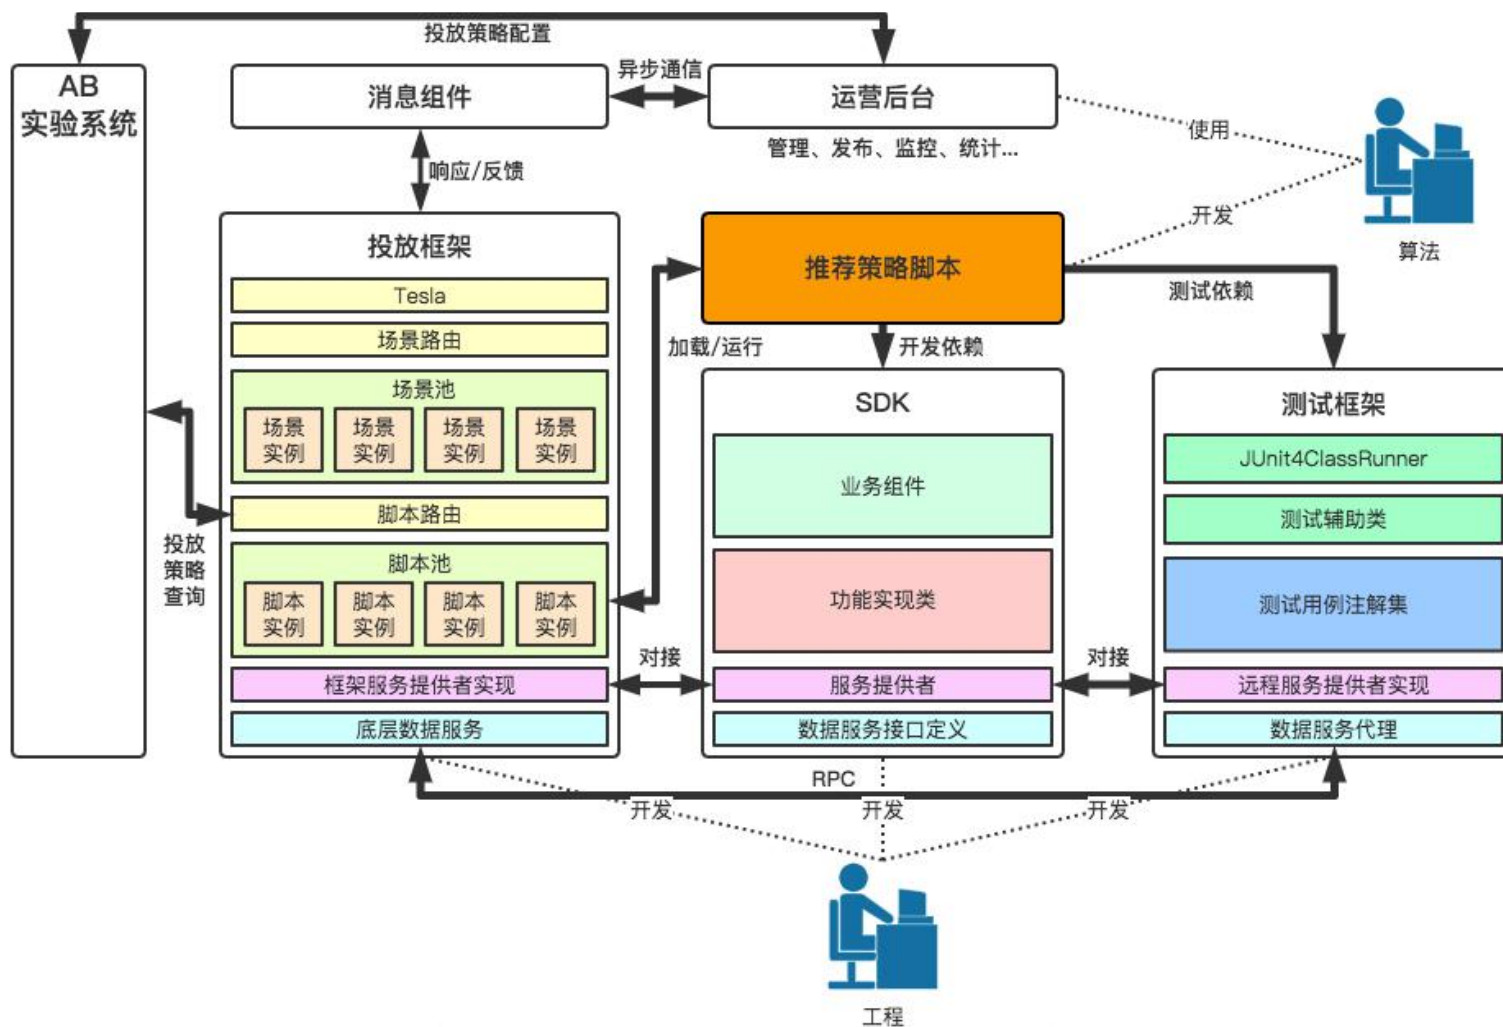 投放策略配置
AB
实验系统
消息组件
异步通信
运营后台
管理、发布、监控、统计...
使用
开发
算法
响应/反馈
投放框架
Tesla
场景路由
场景池
场景
实例
场景
实例
场景
实例
场景
实例
脚本路由
脚本池
脚本
实例
脚本
实例
脚本
实例
脚本
实例
框架服务提供者实现
底层数据服务
投放
策略
查询
推荐策略脚本
加载/运行
开发依赖
测试依赖
SDK
业务组件
功能实现类
服务提供者
数据服务接口定义
对接
对接
测试框架
JUnit4ClassRunner
测试辅助类
测试用例注解集
远程服务提供者实现
数据服务代理
RPC
开发
开发
开发
工程